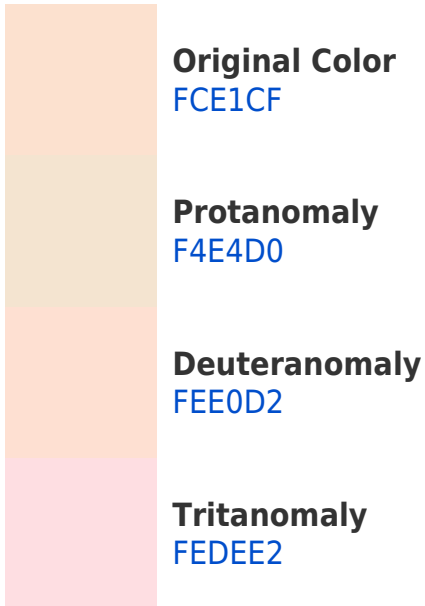 Original Color
FCE1CF
Protanomaly
F4E4D0
Deuteranomaly
FEE0D2
Tritanomaly
FEDEE2